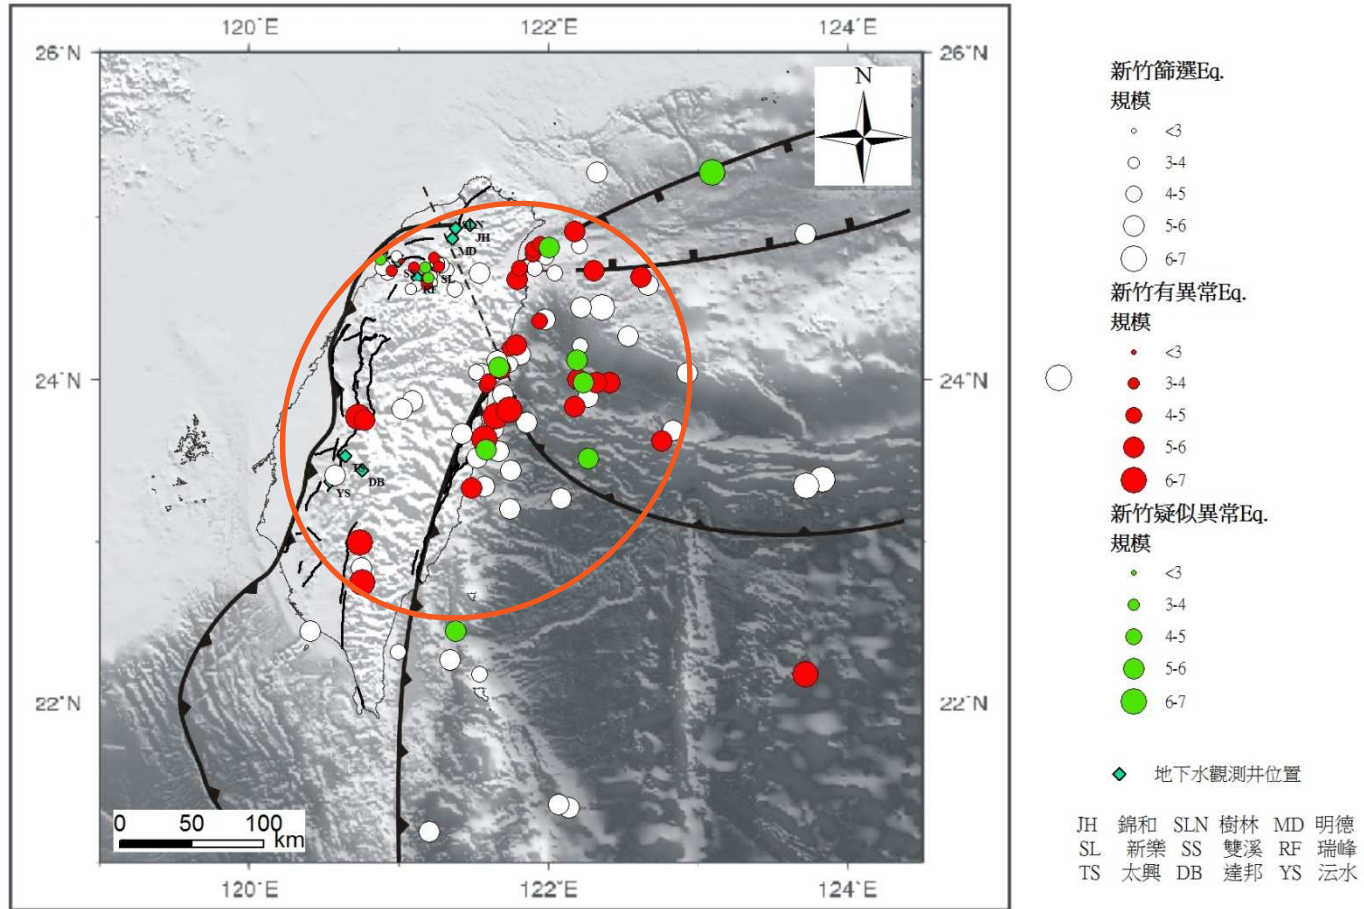 120°E 122°E 124°E
26°N 26°N
N
SLN
JH
MD
SL
RF
24°N 24°N
DB
YS
22°N 22°N
0 50 100
km
120°E 122°E 124°E
新竹篩選Eq.
規模
<3
3-4
4-5
5-6
6-7
新竹有異常Eq.
規模
<3
3-4
4-5
5-6
6-7
新竹疑似異常Eq.
規模
<3
3-4
4-5
5-6
6-7
地下水觀測井位置
JH 錦和 SLN 樹林 MD 明德
SL 新樂 SS 雙溪 RF 瑞峰
TS 太興 DB 達邦 YS 沄水